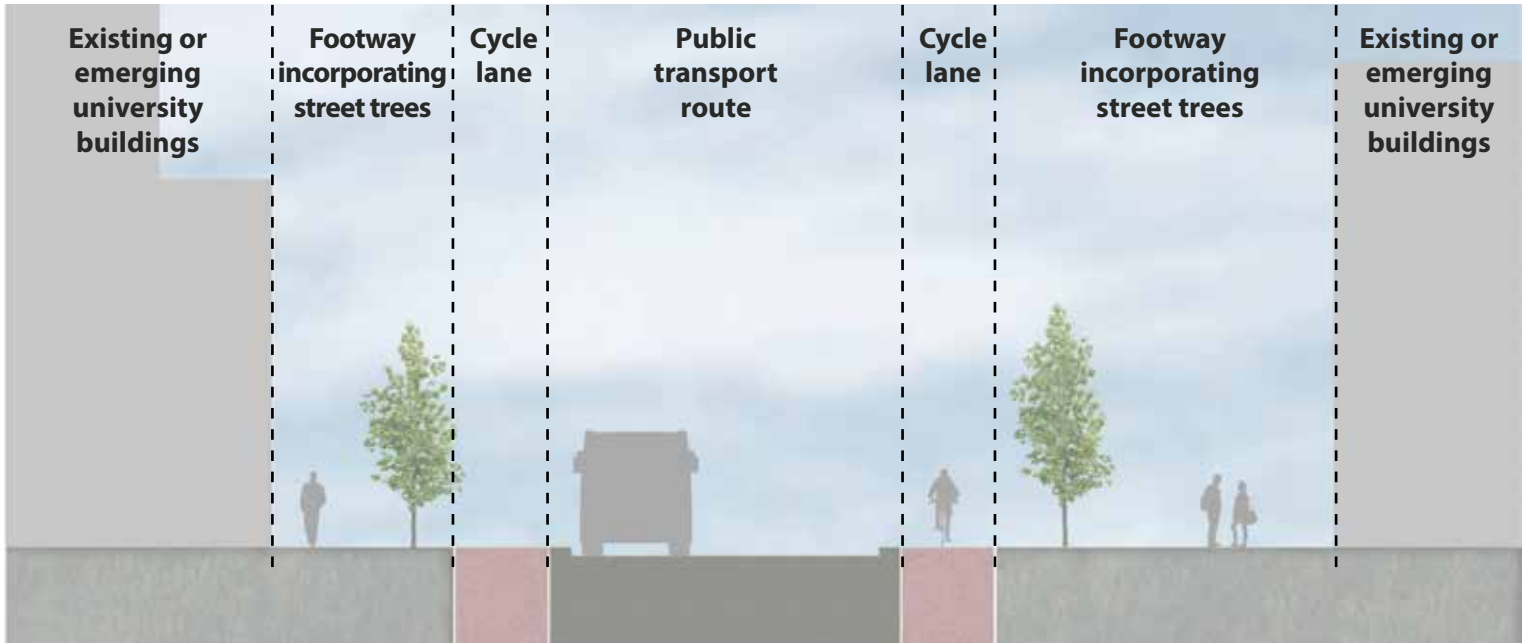 Existing or
emerging
university
buildings
Footway
incorporating
street trees
Cycle
lane
Public
transport
route
Cycle
lane
Footway
incorporating
street trees
Existing or
emerging
university
buildings